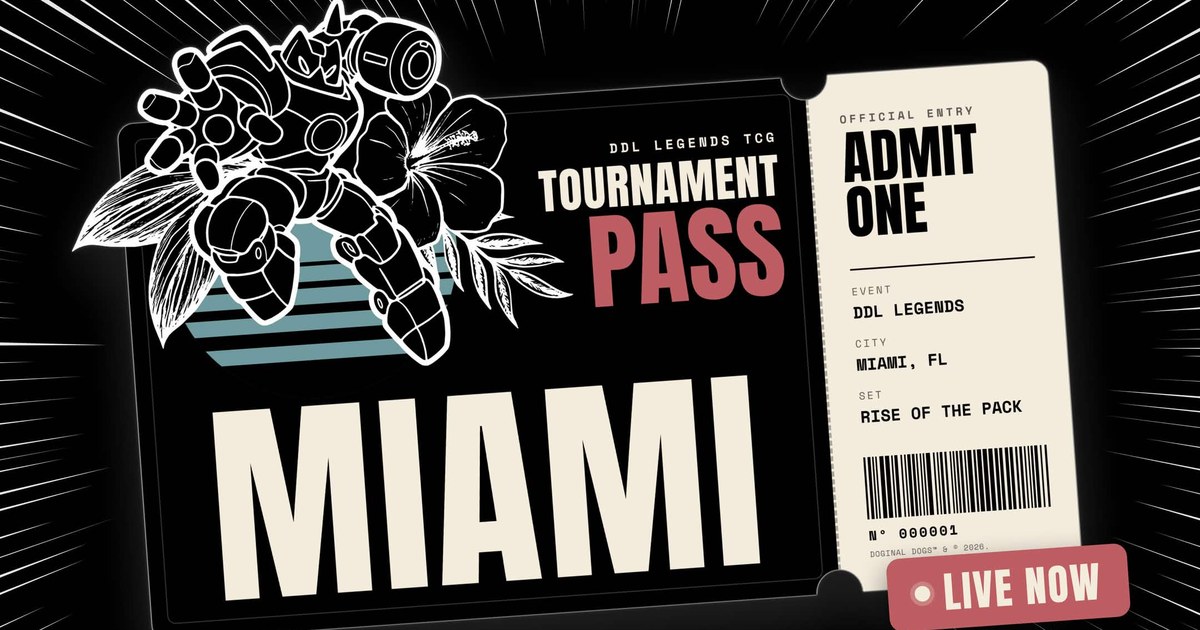 DDL LEGENDS TCG
TOURNAMENT
PASS
MIAMI
OFFICIAL ENTRY
ADMIT
ONE
EVENT
DDL LEGENDS
CITY
MIAMI, FL
SET
RISE OF THE PACK
N° 000001
DOGINAL DOGS™ & © 2026.
LIVE NOW